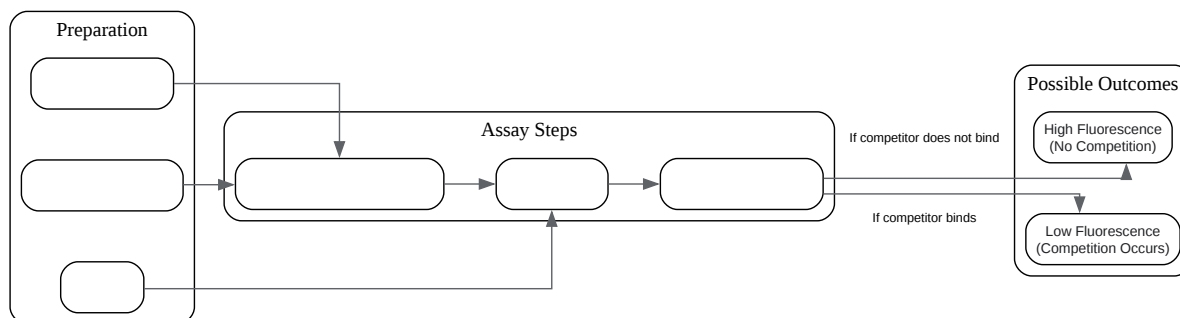 Preparation
Assay Steps
If competitor does not bind
If competitor binds
Possible Outcomes
High Fluorescence
(No Competition)
Low Fluorescence
(Competition Occurs)